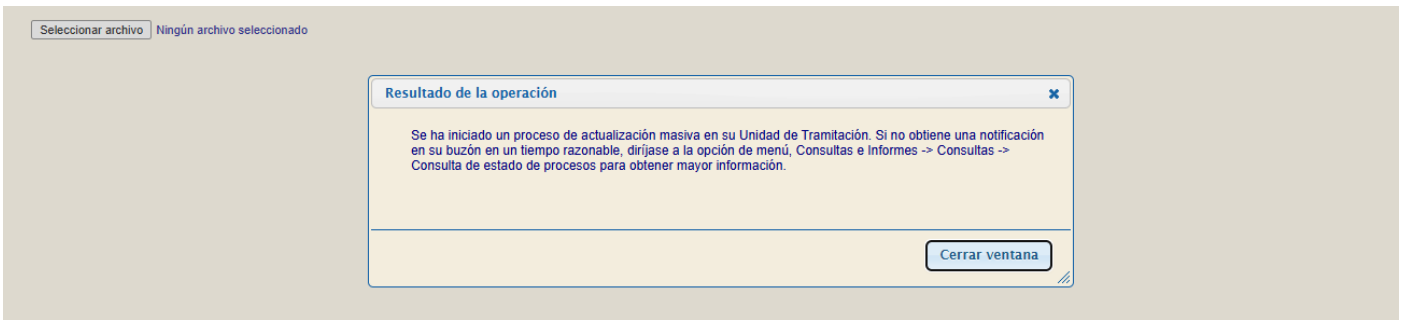 Seleccionar archivo Ningún archivo seleccionado
Resultado de la operación
Se ha iniciado un proceso de actualización masiva en su Unidad de Tramitación. Si no obtiene una notificación
en su buzón en un tiempo razonable, diríjase a la opción de menú, Consultas e Informes -> Consultas ->
Consulta de estado de procesos para obtener mayor información.
Cerrar ventana